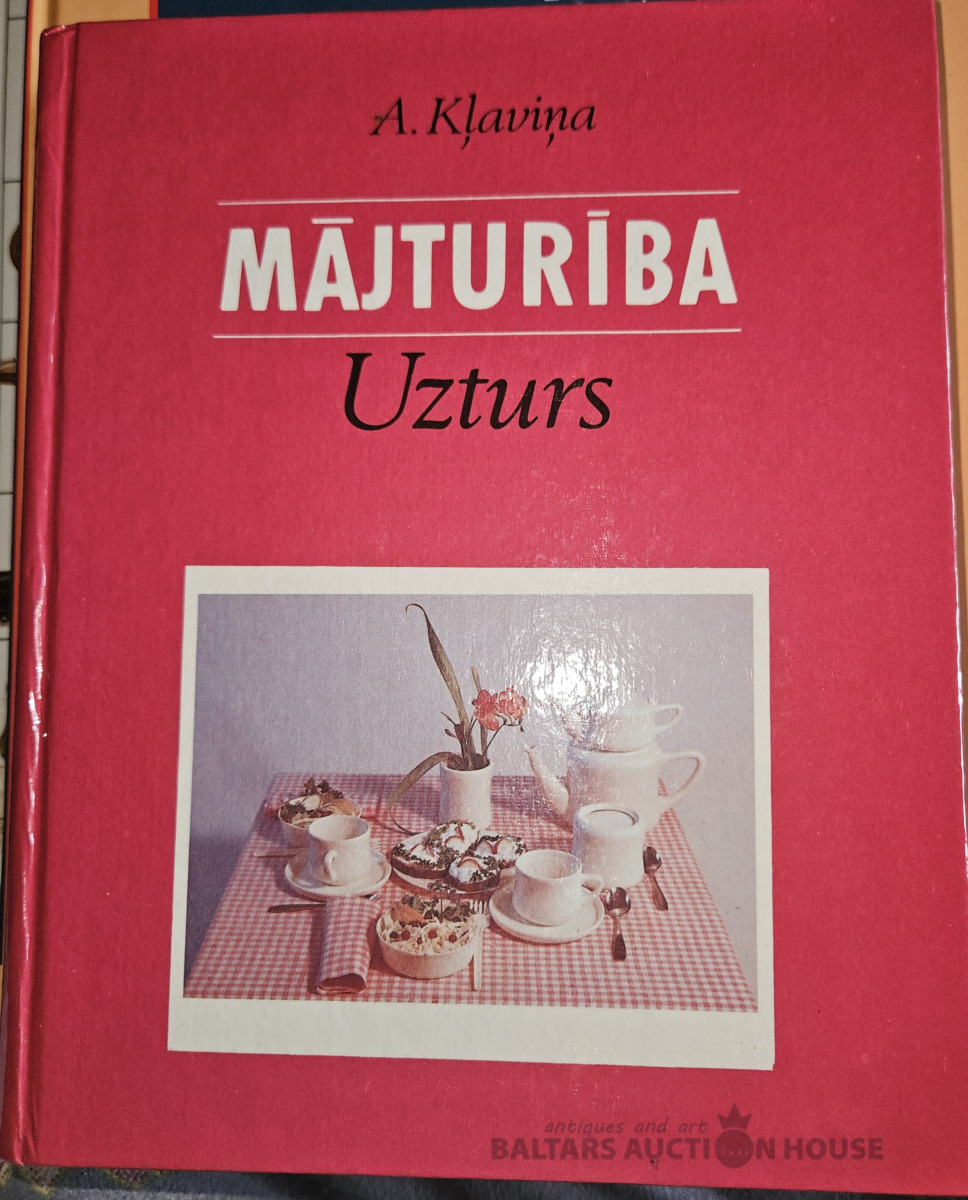 A. Kļaviņa
MĀJTURĪBA
Uzturs
antiques and art
BALTARS AUCTION HOUSE